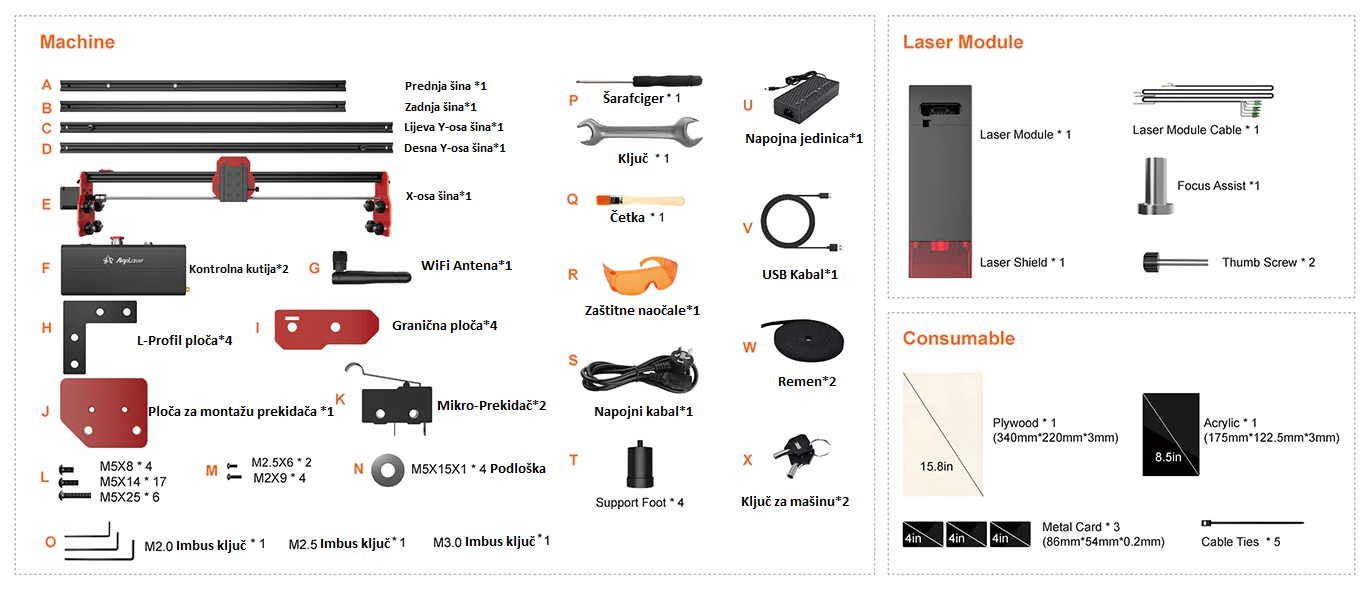 Machine
A
Prednja šina *1
B
Zadnja šina*1
C
Lijeva Y-osa šina*1
D
Desna Y-osa šina*1
E
X-osa šina*1
F
AlgoLaser
Kontrolna kutija*2
G
WiFi Antena*1
H
L-Profil ploča*4
I
Granična ploča*4
J
Ploča za montažu prekidača *1
K
Mikro-Prekidač*2
L
M5X8 * 4
M5X14 * 17
M5X25 * 6
M
M2.5X6 * 2
M2X9 * 4
N
M5X15X1 * 4 Podloška
O
M2.0 Imbus ključ * 1
M2.5 Imbus ključ * 1
M3.0 Imbus ključ *1
P
Šarafciger * 1
Ključ * 1
Q
Četka * 1
R
Zaštitne naočale*1
S
Napojni kabal*1
T
Support Foot * 4
U
Napojna jedinica*1
V
USB Kabal*1
W
Remen*2
X
Ključ za mašinu*2
Laser Module
Laser Module * 1
Laser Shield * 1
Laser Module Cable * 1
Focus Assist *1
Thumb Screw * 2
Consumable
15.8in
Plywood * 1
(340mm*220mm*3mm)
8.5in
Acrylic * 1
(175mm*122.5mm*3mm)
4in
4in
4in
Metal Card * 3
(86mm*54mm*0.2mm)
Cable Ties * 5